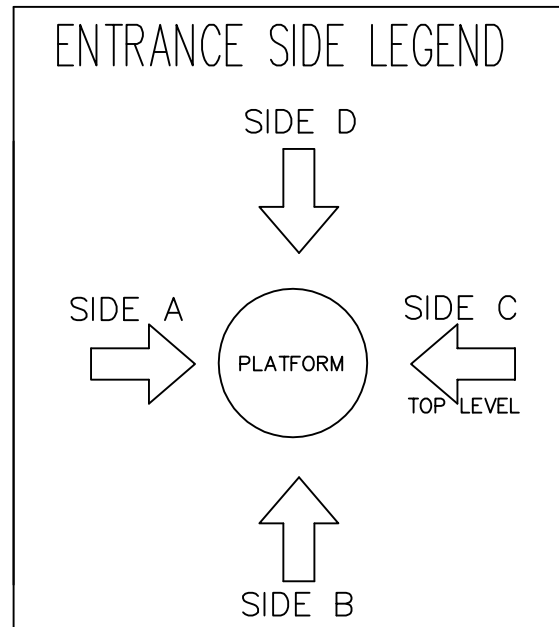 ENTRANCE SIDE LEGEND
SIDE D
SIDE A
SIDE C
PLATFORM
TOP LEVEL
SIDE B